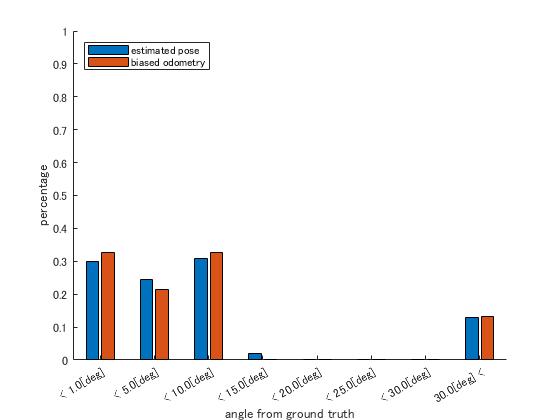 1
0.9
0.8
0.7
0.6
0.5
0.4
0.3
0.2
0.1
0
percentage
estimated pose
biased odometry
< 1.0[deg]
< 5.0[deg]
< 10.0[deg]
< 15.0[deg]
< 20.0[deg]
< 25.0[deg]
< 30.0[deg]
30.0[deg] <
angle from ground truth